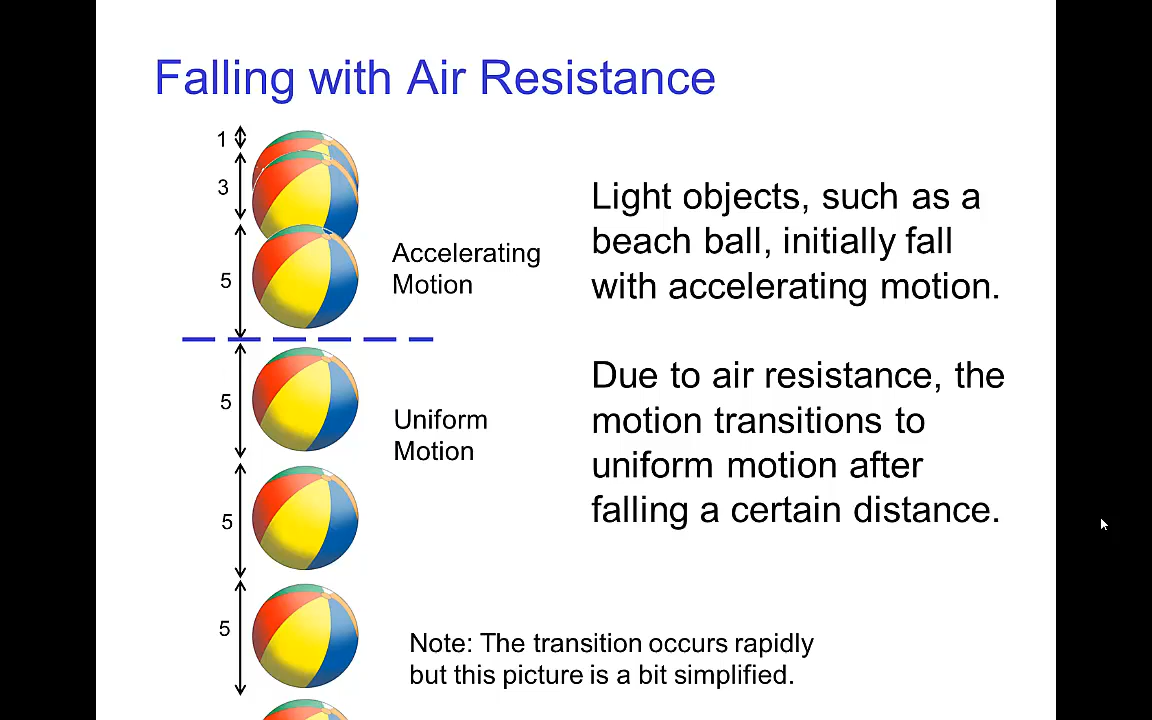 Falling with Air Resistance
1
3
5
Accelerating
Motion
5
Uniform
Motion
5
5
Light objects, such as a
beach ball, initially fall
with accelerating motion.
Due to air resistance, the
motion transitions to
uniform motion after
falling a certain distance.
Note: The transition occurs rapidly
but this picture is a bit simplified.